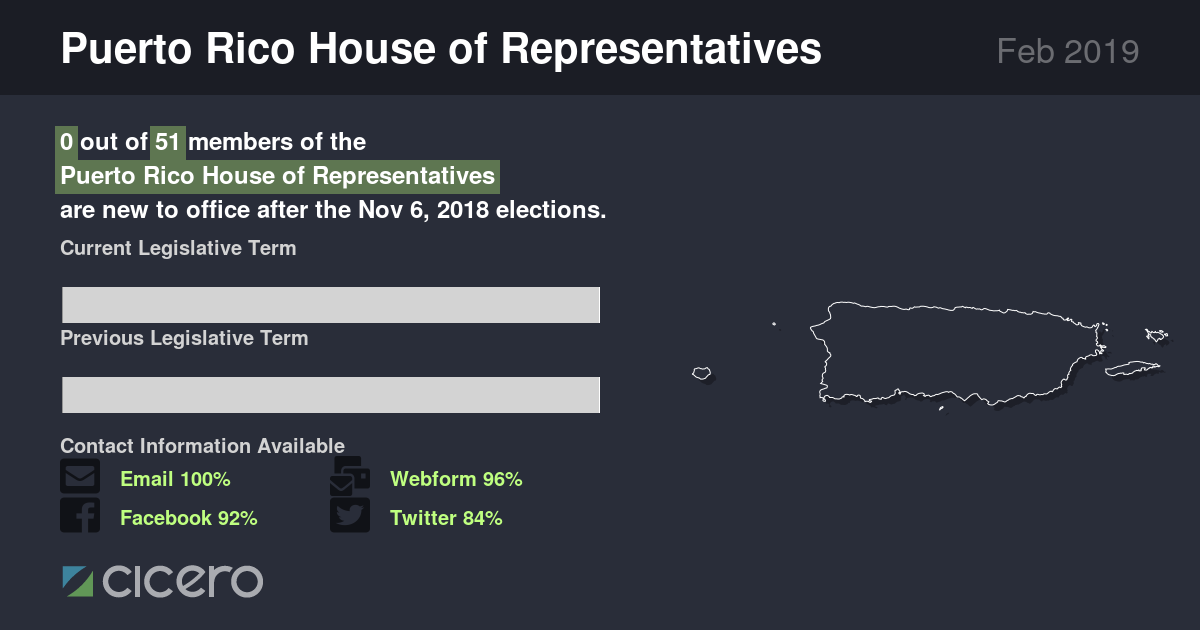 Puerto Rico House of Representatives
Feb 2019
0 out of 51 members of the
Puerto Rico House of Representatives
are new to office after the Nov 6, 2018 elections.
Current Legislative Term
Previous Legislative Term
Contact Information Available
Email 100%
Webform 96%
Facebook 92%
Twitter 84%
cicero